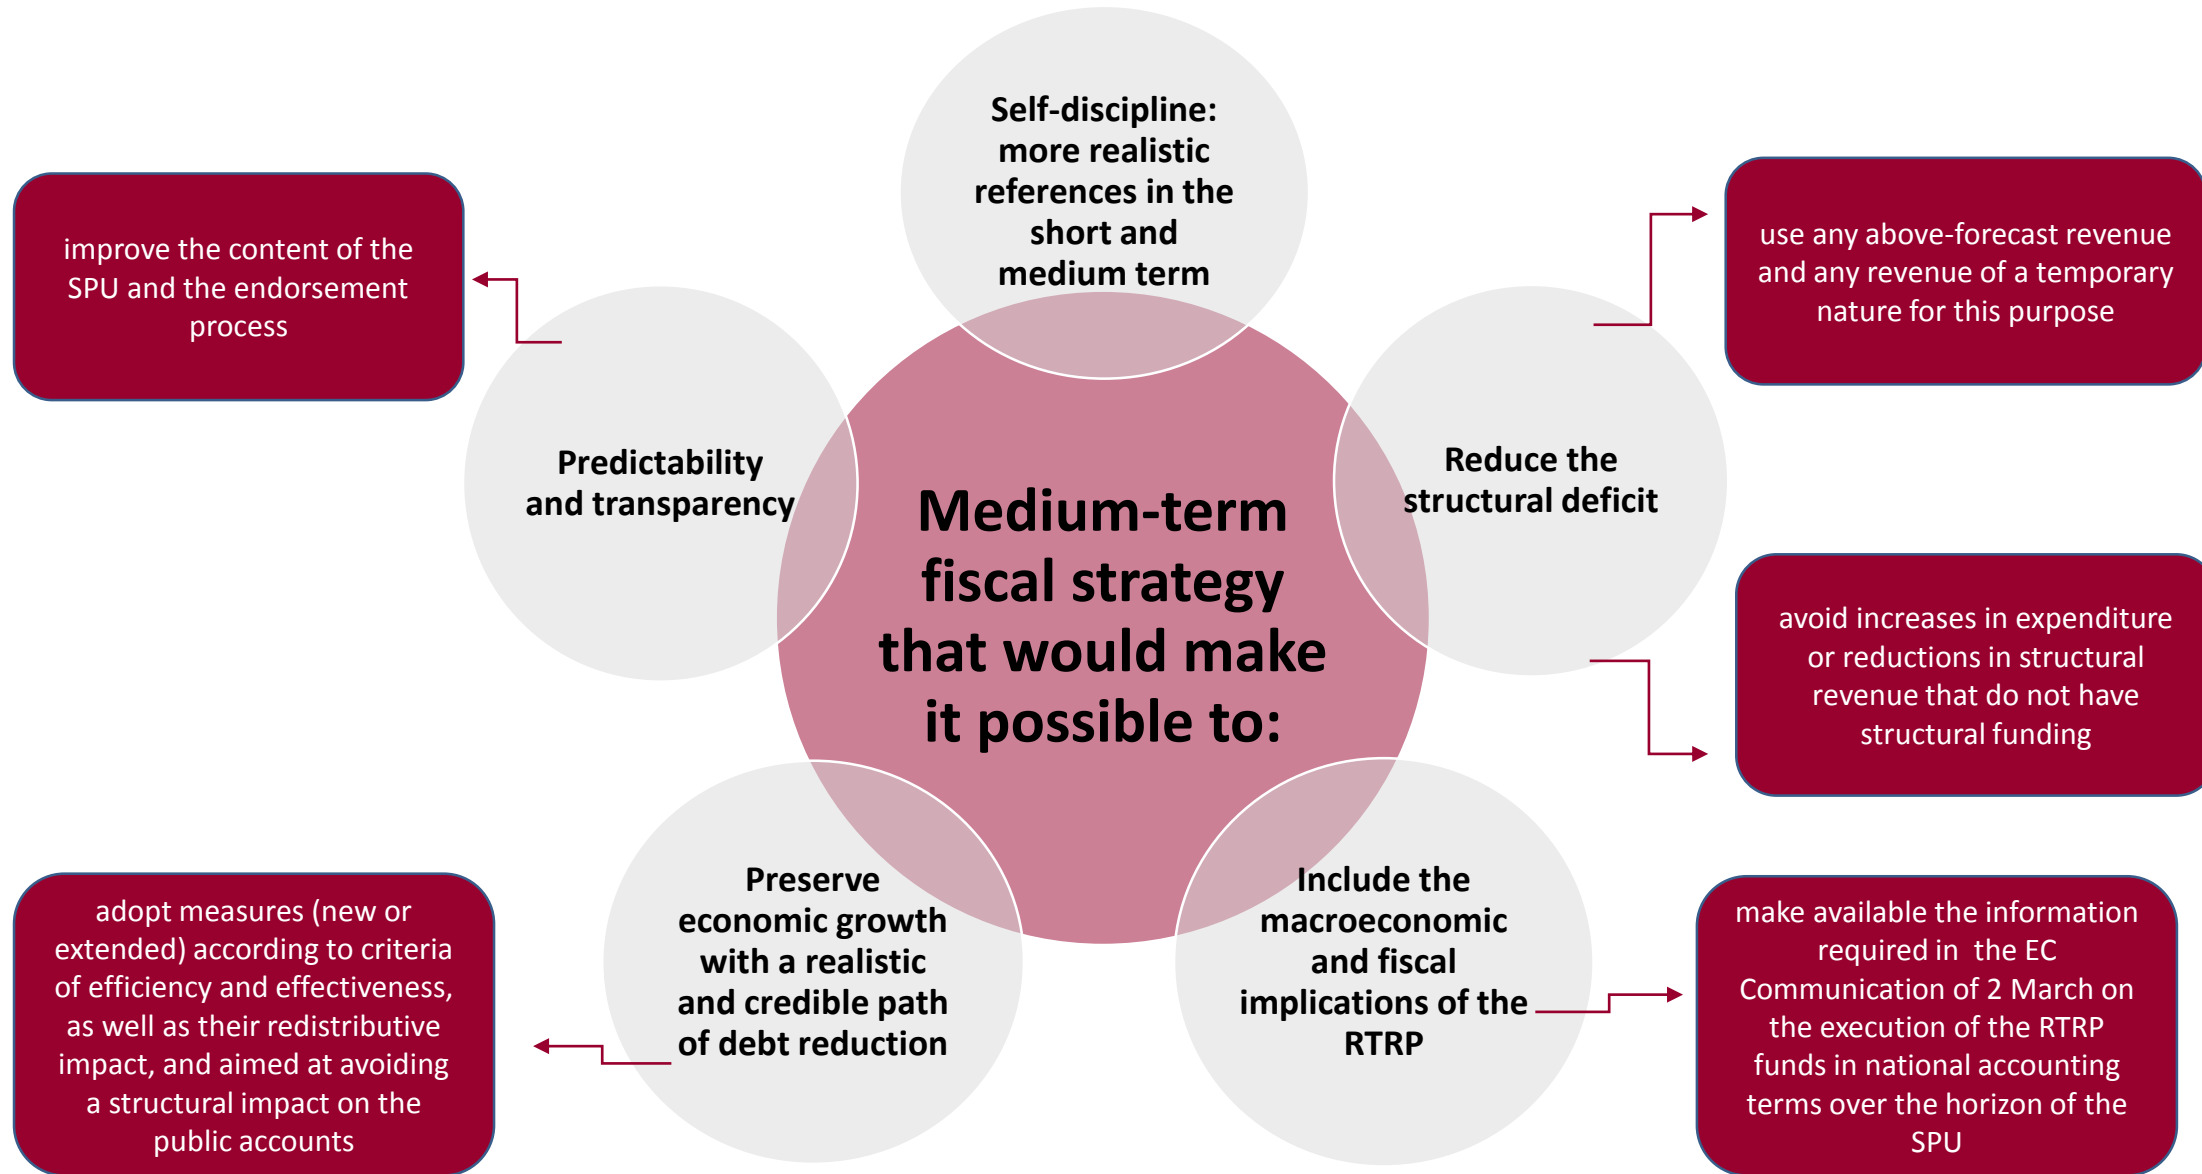 Self-discipline:
more realistic
references in the
short and
medium term
improve the content of the
SPU and the endorsement
process
use any above-forecast revenue
and any revenue of a temporary
nature for this purpose
Predictability
and transparency
Reduce the
structural deficit
Medium-term
fiscal strategy
that would make
it possible to:
avoid increases in expenditure
or reductions in structural
revenue that do not have
structural funding
Preserve
economic growth
with a realistic
and credible path
of debt reduction
Include the
macroeconomic
and fiscal
implications of the
RTRP
adopt measures (new or
extended) according to criteria
of efficiency and effectiveness,
as well as their redistributive
impact, and aimed at avoiding
a structural impact on the
public accounts
make available the information
required in  the EC
Communication of 2 March on
the execution of the RTRP
funds in national accounting
terms over the horizon of the
SPU